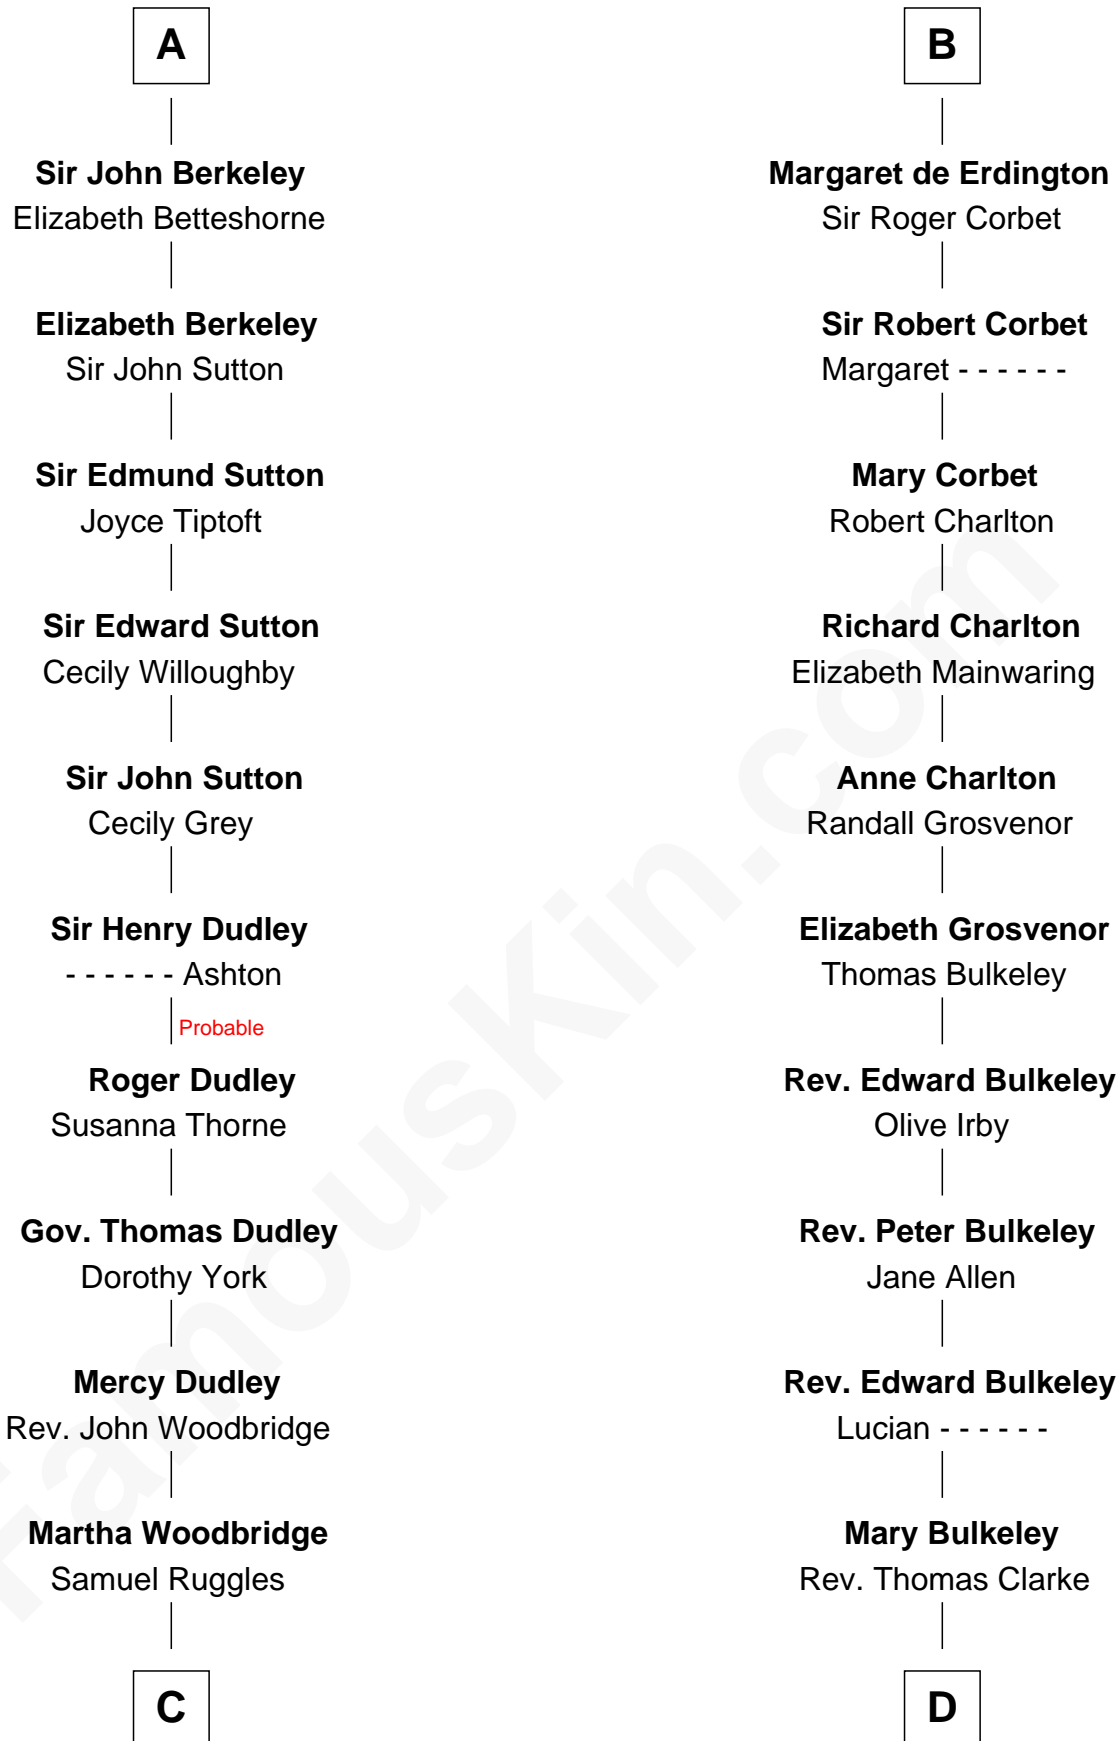 A
Sir John Berkeley
Elizabeth Betteshorne
Elizabeth Berkeley
Sir John Sutton
Sir Edmund Sutton
Joyce Tiptoft
Sir Edward Sutton
Cecily Willoughby
Sir John Sutton
Cecily Grey
Sir Henry Dudley
- - - - - - Ashton
Probable
Roger Dudley
Susanna Thorne
Gov. Thomas Dudley
Dorothy York
Mercy Dudley
Rev. John Woodbridge
Martha Woodbridge
Samuel Ruggles
C
B
Margaret de Erdington
Sir Roger Corbet
Sir Robert Corbet
Margaret - - - - - -
Mary Corbet
Robert Charlton
Richard Charlton
Elizabeth Mainwaring
Anne Charlton
Randall Grosvenor
Elizabeth Grosvenor
Thomas Bulkeley
Rev. Edward Bulkeley
Olive Irby
Rev. Peter Bulkeley
Jane Allen
Rev. Edward Bulkeley
Lucian - - - - - -
Mary Bulkeley
Rev. Thomas Clarke
D
FamousKin.com